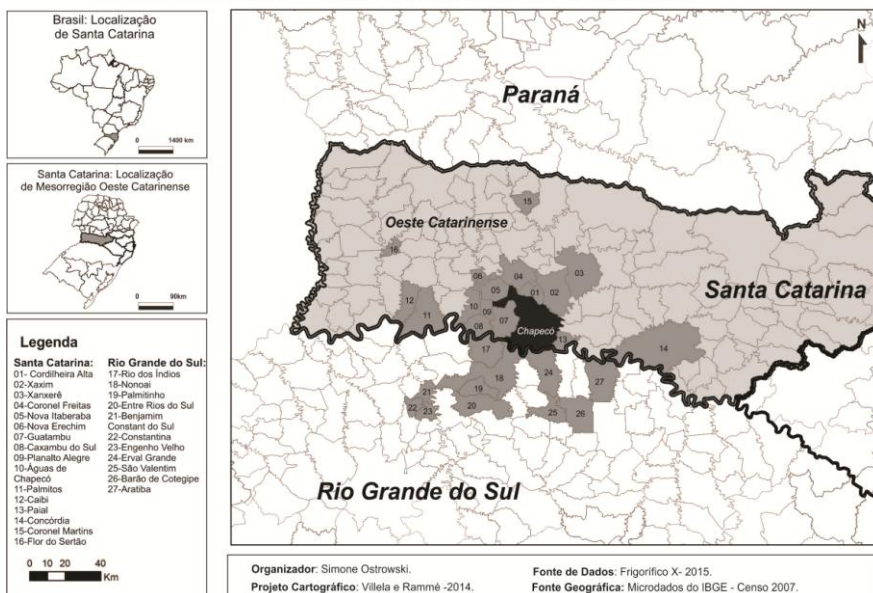 Brasil: Localização
de Santa Catarina
0 1400 km
Santa Catarina: Localização
de Mesorregião Oeste Catarinense
0 90km
Legenda
Santa Catarina:
01- Cordilheira Alta
02-Xaxim
03-Xanxerê
04-Coronel Freitas
05-Nova Itaberaba
06-Nova Erechim
07-Guatambu
08-Caxambu do Sul
09-Planalto Alegre
10-Águas de
Chapecó
11-Palmitos
12-Caibi
13-Paial
14-Concórdia
15-Coronel Martins
16-Flor do Sertão
Rio Grande do Sul:
17-Rio dos Índios
18-Nonoai
19-Palmitinho
20-Entre Rios do Sul
21-Benjamim
Constant do Sul
22-Constantina
23-Engenho Velho
24-Erval Grande
25-São Valentim
26-Barão de Cotegipe
27-Aratiba
0 10 20 40
Km
N
Paraná
15
Oeste Catarinense
16
06 04 03
05 01 02
Santa Catarina
12 10 09
11 07 Chapecó
08 13 14
17
24 27
18
21 19
22 23 20 25 26
Rio Grande do Sul
Organizador: Simone Ostrowski.
Projeto Cartográfico: Villela e Rammé -2014.
Fonte de Dados: Frigorífico X- 2015.
Fonte Geográfica: Microdados do IBGE - Censo 2007.